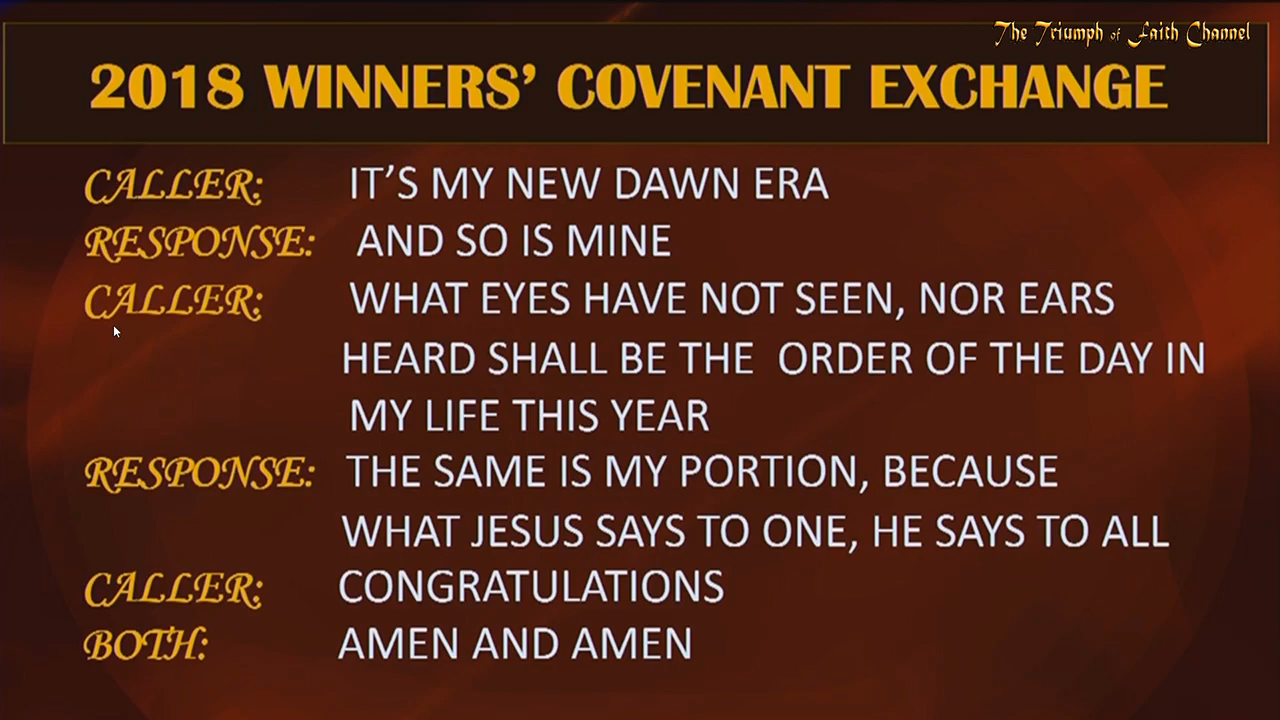 The Triumph of Faith Channel
2018 WINNERS’ COVENANT EXCHANGE
CALLER: IT’S MY NEW DAWN ERA
RESPONSE: AND SO IS MINE
CALLER: WHAT EYES HAVE NOT SEEN, NOR EARS
HEARD SHALL BE THE ORDER OF THE DAY IN
MY LIFE THIS YEAR
RESPONSE: THE SAME IS MY PORTION, BECAUSE
WHAT JESUS SAYS TO ONE, HE SAYS TO ALL
CALLER: CONGRATULATIONS
BOTH: AMEN AND AMEN